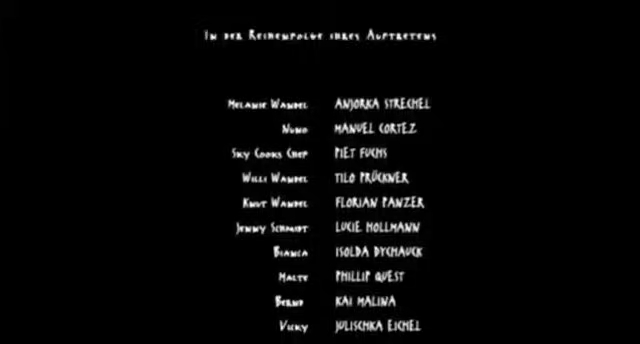 In der Reihenfolge ihres Auftretens
Melanie Wandel ANJORKA STRECHEL
Nuno MANUEL CORTEZ
Sky Cooks Chef PIET FUCHS
Willi Wandel TILO PRÜCKNER
Knut Wandel FLORIAN PANZER
Jenny Schmidt LUCIE HOLLMANN
Bianca ISOLDA DYCHAUCK
Malte PHILLIP QUEST
Bernd KAI MALINA
Vicky JULISCHKA EICHEL